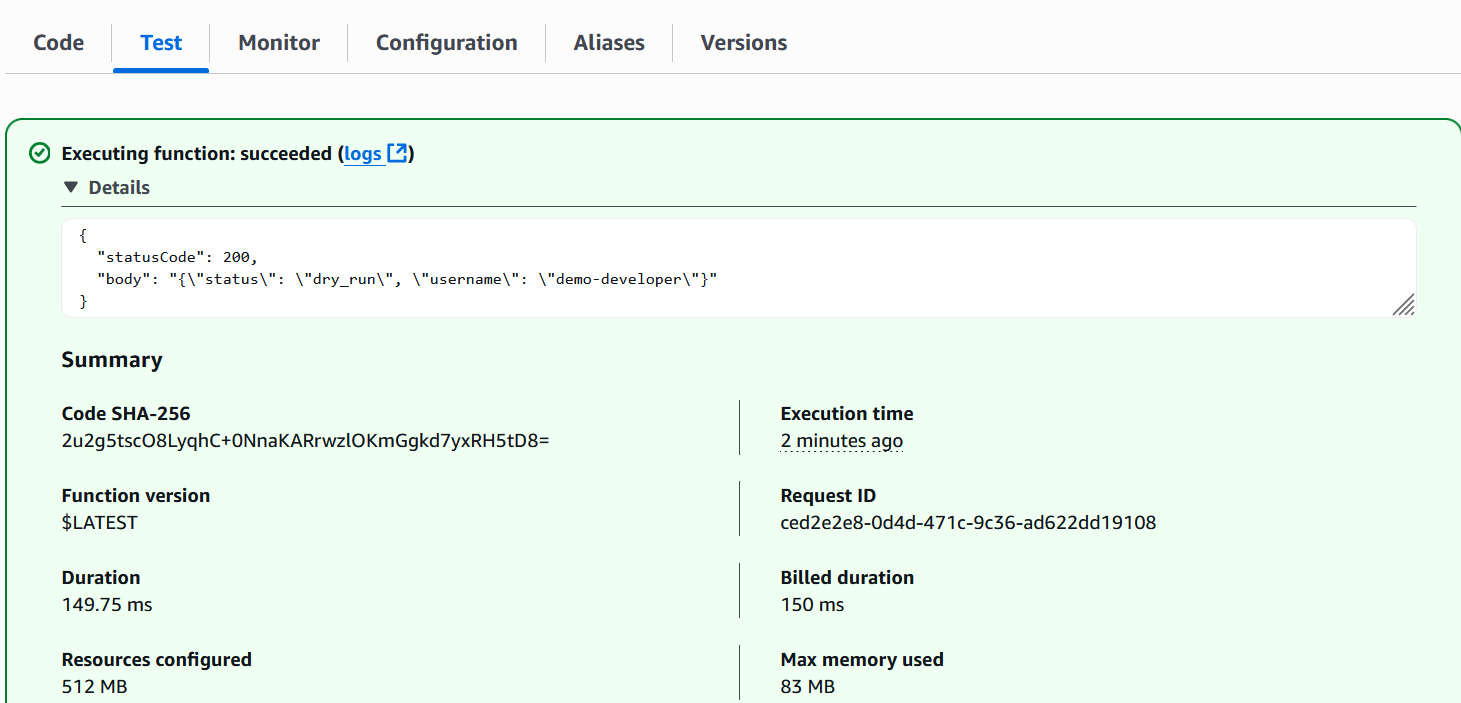 Code Test Monitor Configuration Aliases Versions
Executing function: succeeded (logs)
Details
{
  "statusCode": 200,
  "body": "{\"status\": \"dry_run\", \"username\": \"demo-developer\"}"
}
Summary
Code SHA-256
2u2g5tscO8LyqhC+0NnaKARrwzlOKmGgkd7yxRH5tD8=
Execution time
2 minutes ago
Function version
$LATEST
Request ID
ced2e2e8-0d4d-471c-9c36-ad622dd19108
Duration
149.75 ms
Billed duration
150 ms
Resources configured
512 MB
Max memory used
83 MB